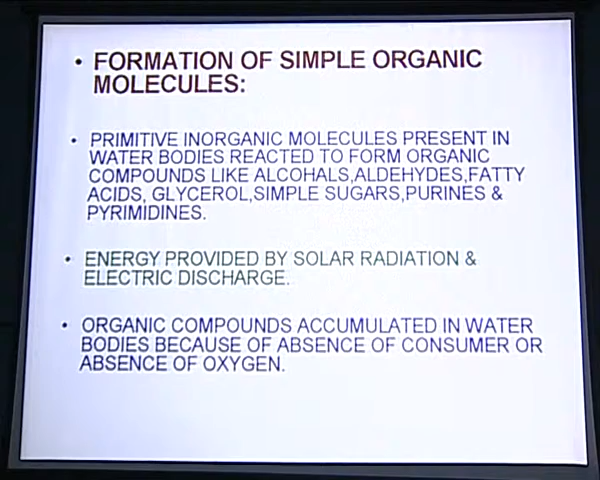 • FORMATION OF SIMPLE ORGANIC
MOLECULES:
• PRIMITIVE INORGANIC MOLECULES PRESENT IN
WATER BODIES REACTED TO FORM ORGANIC
COMPOUNDS LIKE ALCOHALS,ALDEHYDES,FATTY
ACIDS, GLYCEROL,SIMPLE SUGARS,PURINES &
PYRIMIDINES.
• ENERGY PROVIDED BY SOLAR RADIATION &
ELECTRIC DISCHARGE.
• ORGANIC COMPOUNDS ACCUMULATED IN WATER
BODIES BECAUSE OF ABSENCE OF CONSUMER OR
ABSENCE OF OXYGEN.